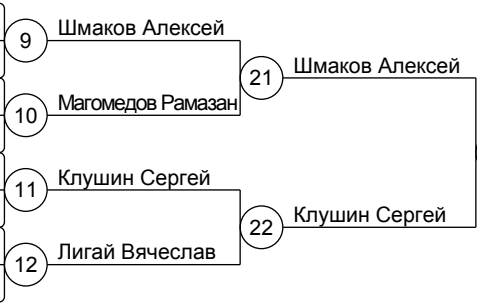 9 Шмаков Алексей
21 Шмаков Алексей
10 Магомедов Рамазан
11 Клушин Сергей
22 Клушин Сергей
12 Лигай Вячеслав